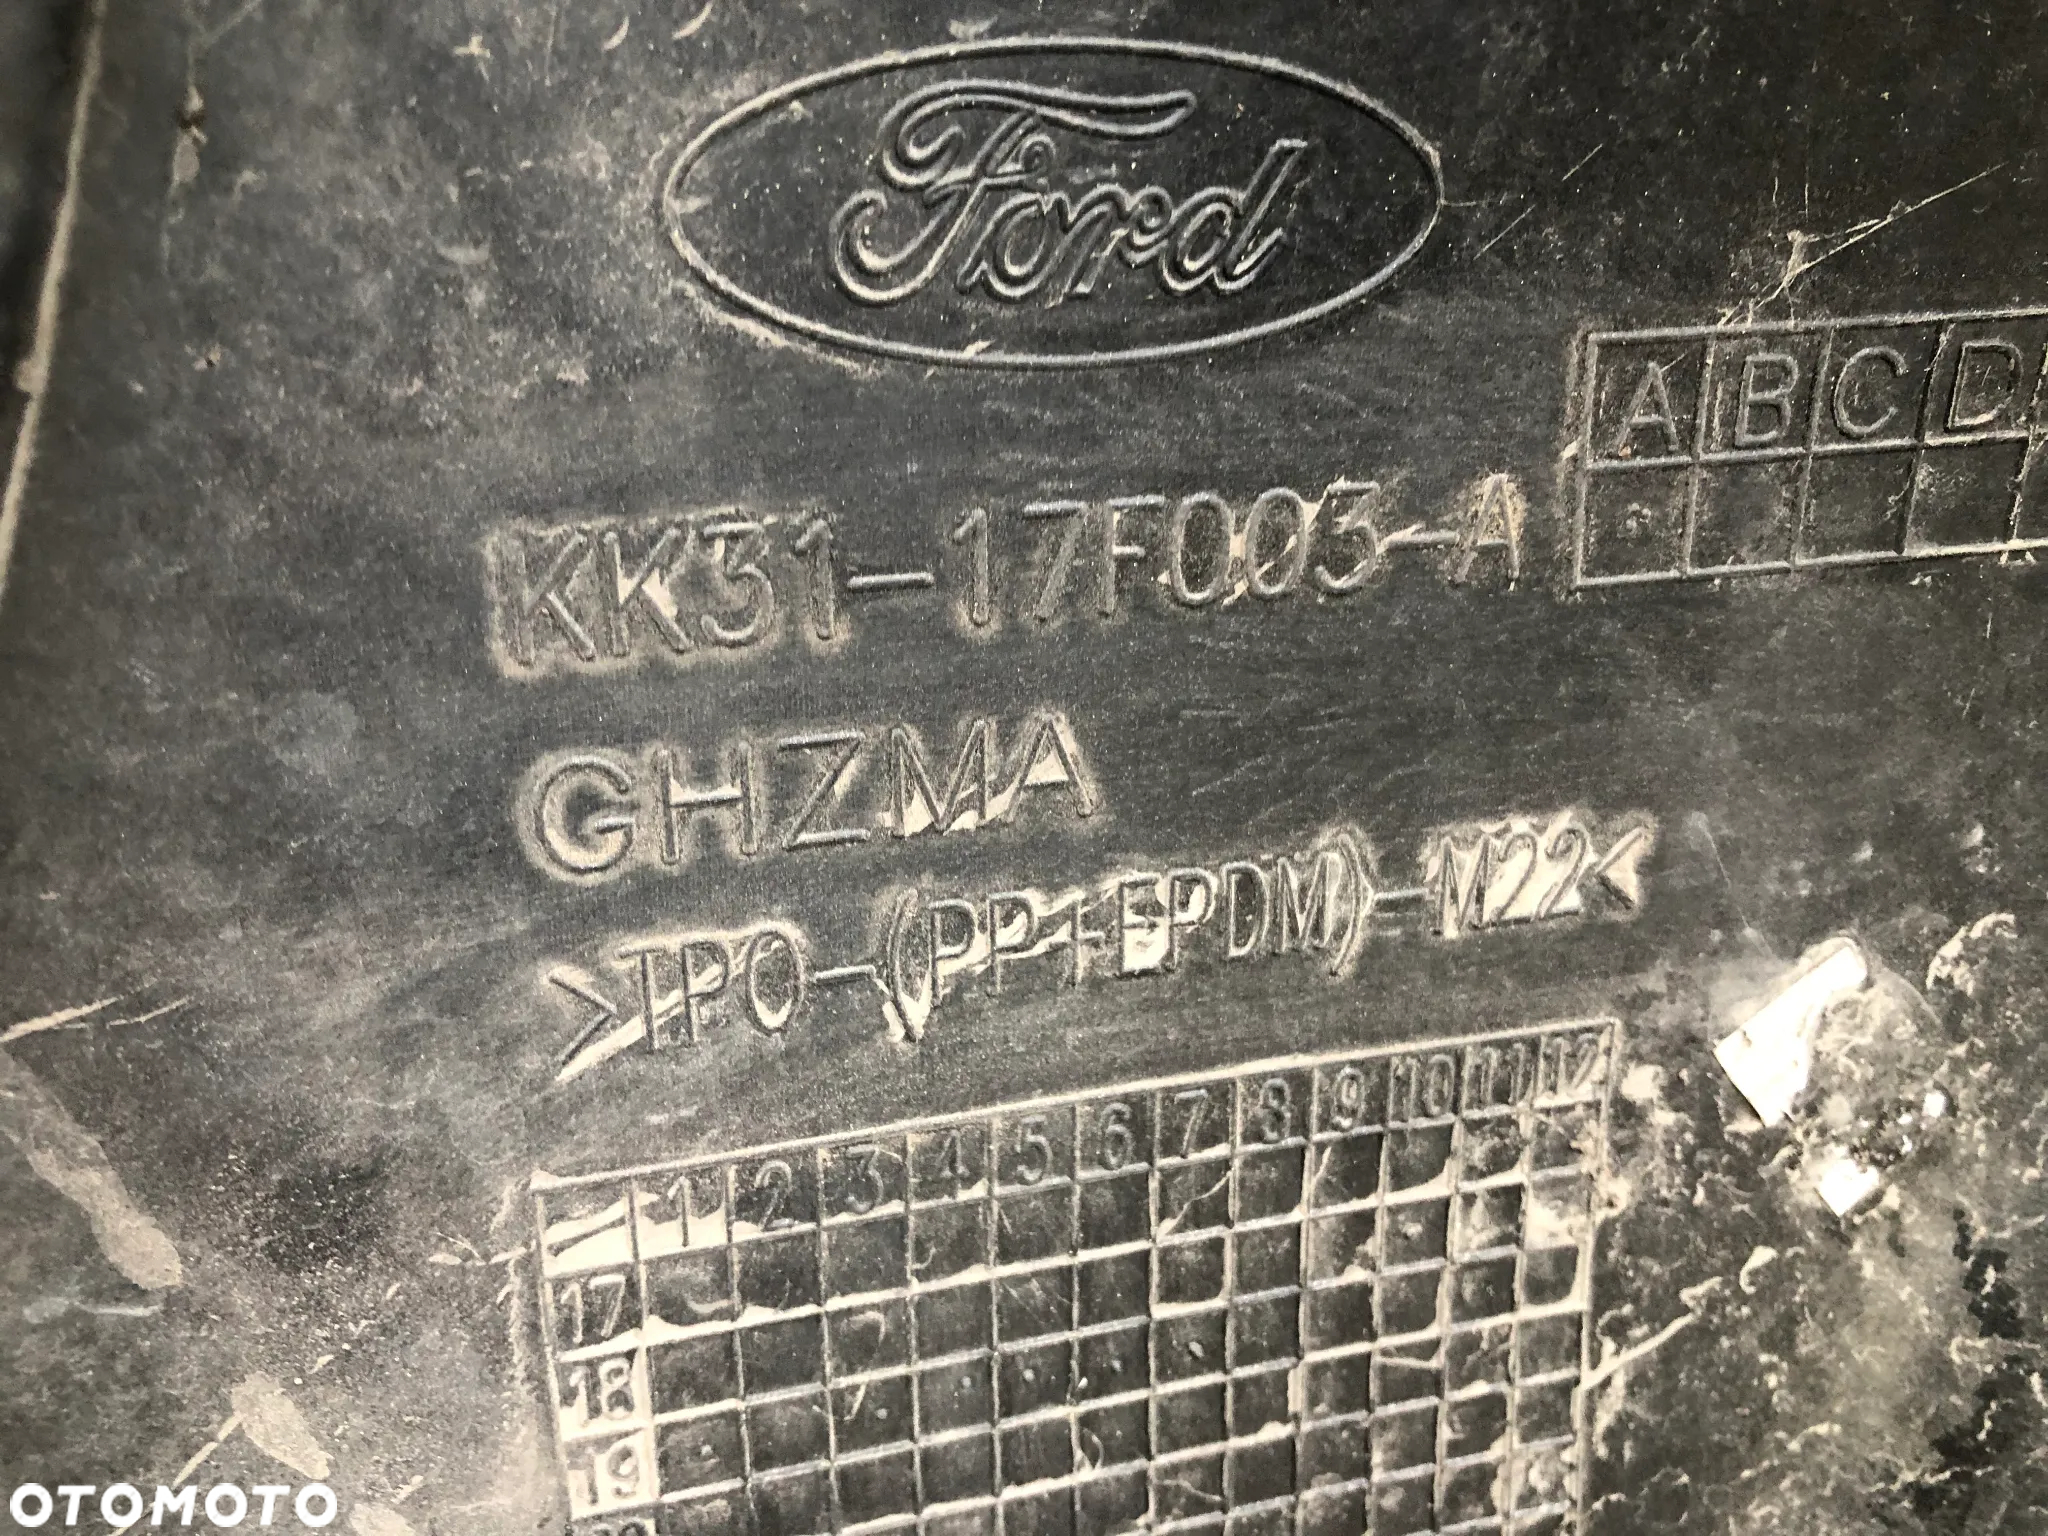 Ford
A B C D
KK31-17F003-A
GHZMA
>TPO-(PP+EPDM)-M22<
1 2 3 4 5 6 7 8 9 10 11 12
17
18
19
OTOMOTO